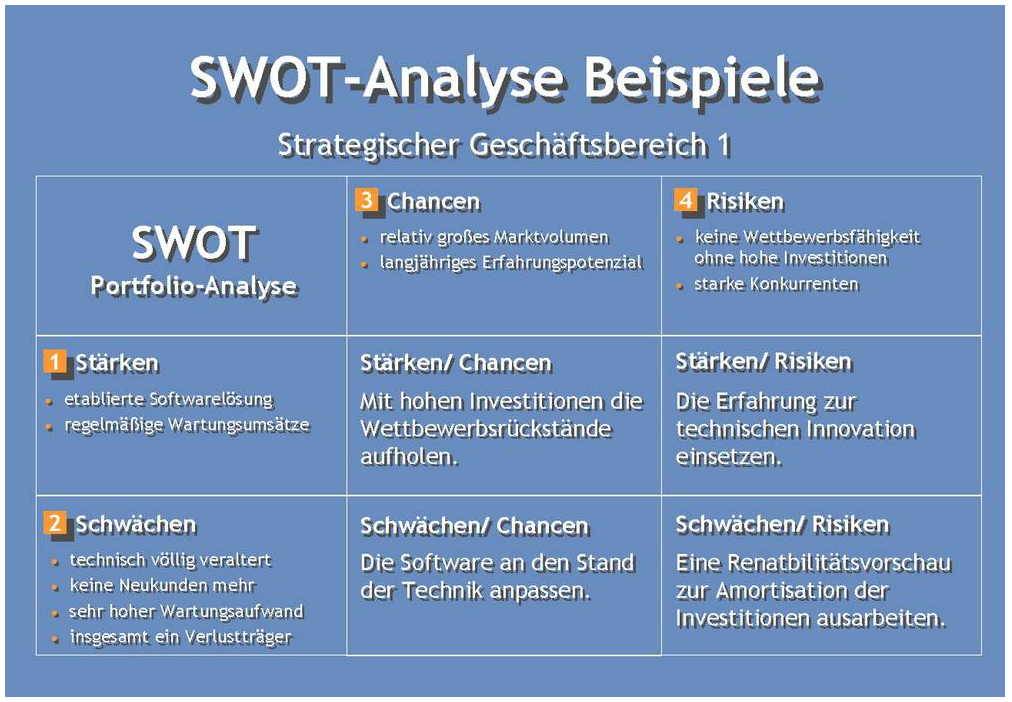 SWOT-Analyse Beispiele
Strategischer Geschäftsbereich 1
SWOT
Portfolio-Analyse
3 Chancen
• relativ großes Marktvolumen
• langjähriges Erfahrungspotenzial
4 Risiken
• keine Wettbewerbsfähigkeit
ohne hohe Investitionen
• starke Konkurrenten
1 Stärken
• etablierte Softwarelösung
• regelmäßige Wartungsumsätze
Stärken/ Chancen
Mit hohen Investitionen die
Wettbewerbsrückstände
aufholen.
Stärken/ Risiken
Die Erfahrung zur
technischen Innovation
einsetzen.
2 Schwächen
• technisch völlig veraltert
• keine Neukunden mehr
• sehr hoher Wartungsaufwand
• insgesamt ein Verlustträger
Schwächen/ Chancen
Die Software an den Stand
der Technik anpassen.
Schwächen/ Risiken
Eine Renatbilitätsvorschau
zur Amortisation der
Investitionen ausarbeiten.